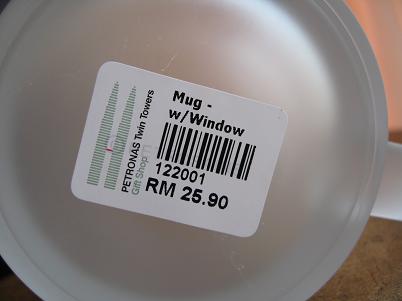 Mug -
w/Window
122001
RM 25.90
PETRONAS Twin Towers
Gift Shop